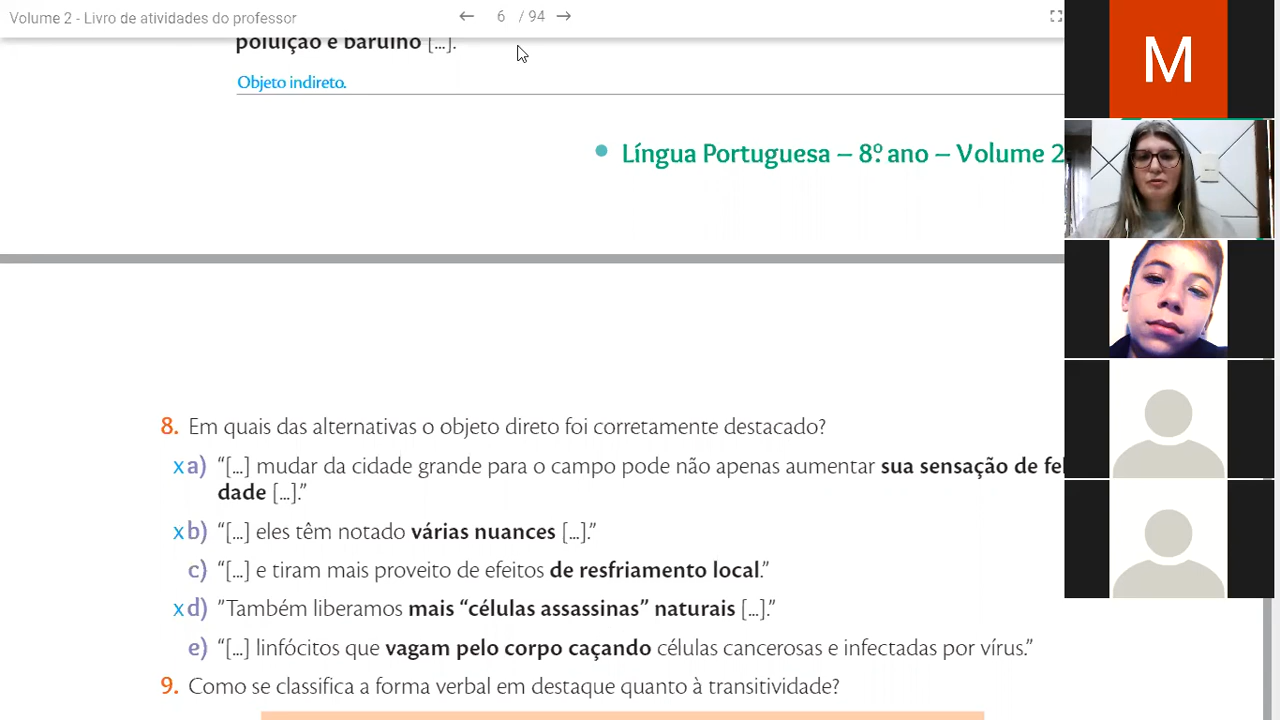 Volume 2 - Livro de atividades do professor
6 / 94
poluição e barulho [...].
Objeto indireto.
• Língua Portuguesa – 8º. ano – Volume 2
M
8. Em quais das alternativas o objeto direto foi corretamente destacado?
x a) “[...] mudar da cidade grande para o campo pode não apenas aumentar sua sensação de fel
dade [...].”
x b) “[...] eles têm notado várias nuances [...].”
c) “[...] e tiram mais proveito de efeitos de resfriamento local.”
x d) ”Também liberamos mais “células assassinas” naturais [...].”
e) “[...] linfócitos que vagam pelo corpo caçando células cancerosas e infectadas por vírus.”
9. Como se classifica a forma verbal em destaque quanto à transitividade?